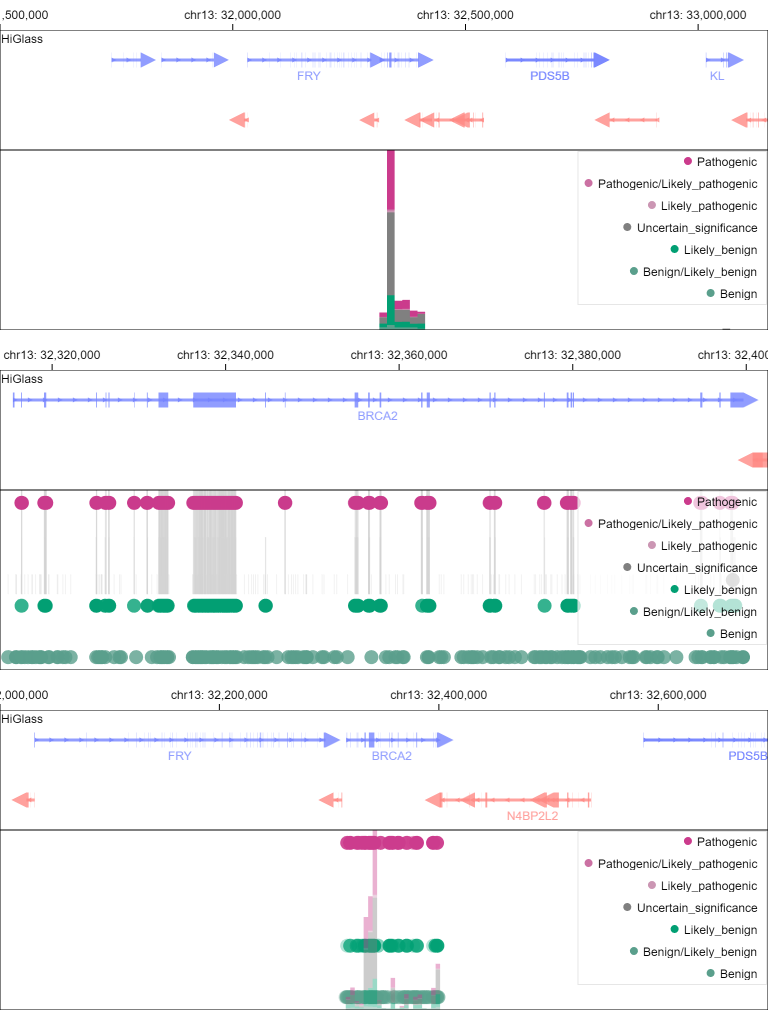 ,500,000 chr13: 32,000,000 chr13: 32,500,000 chr13: 33,000,000
HiGlass
FRY PDS5B KL
Pathogenic
Pathogenic/Likely_pathogenic
Likely_pathogenic
Uncertain_significance
Likely_benign
Benign/Likely_benign
Benign
chr13: 32,320,000 chr13: 32,340,000 chr13: 32,360,000 chr13: 32,380,000 chr13: 32,400
HiGlass
BRCA2
Pathogenic
Pathogenic/Likely_pathogenic
Likely_pathogenic
Uncertain_significance
Likely_benign
Benign/Likely_benign
Benign
2,000,000 chr13: 32,200,000 chr13: 32,400,000 chr13: 32,600,000
HiGlass
FRY BRCA2 PDS5B
N4BP2L2
Pathogenic
Pathogenic/Likely_pathogenic
Likely_pathogenic
Uncertain_significance
Likely_benign
Benign/Likely_benign
Benign